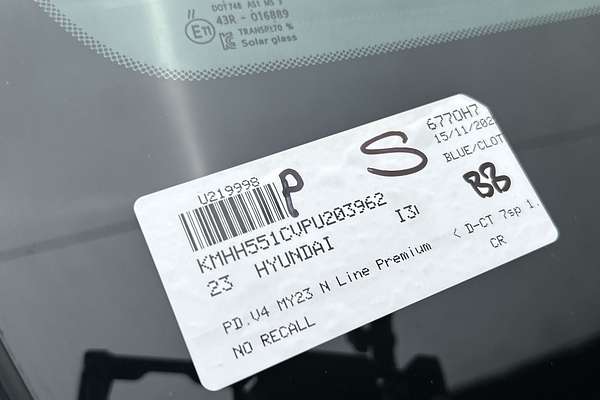 DOT748 AS1 M5
43R - 016889
TRANSP≥70 %
Solar glass
U219998
P
S
6770H7
15/11/202
BLUE/CLOT
BB
KMHH551CVPU203962
23 HYUNDAI
I3
PD.V4 MY23 N Line Premium
< D-CT 7sp 1.
NO RECALL
CR